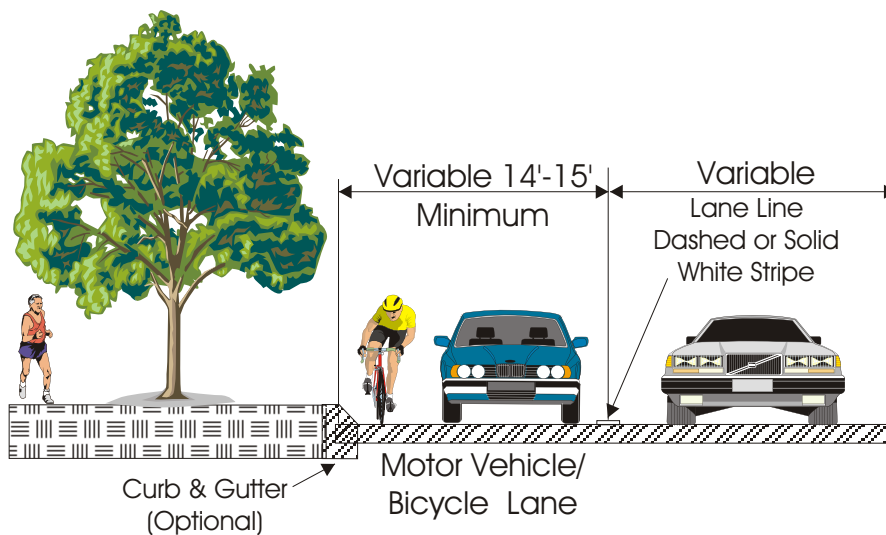 Variable 14'-15'
Minimum
Variable
Lane Line
Dashed or Solid
White Stripe
Curb & Gutter
(Optional)
Motor Vehicle/
Bicycle Lane